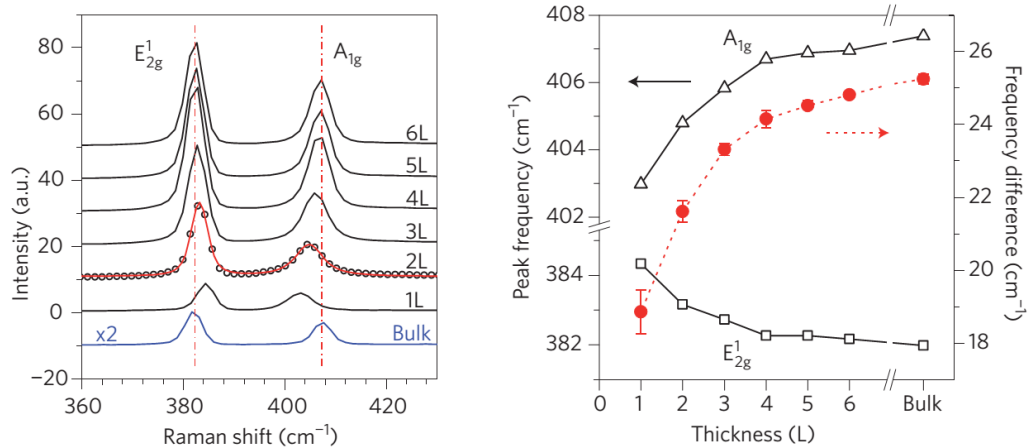 E¹₂g
A₁g
80
60
40
20
0
−20
6L
5L
4L
3L
2L
1L
x2
Bulk
360
380
400
420
Intensity (a.u.)
Raman shift (cm⁻¹)
408
406
404
402
384
382
A₁g
E¹₂g
26
24
22
20
18
0
1
2
3
4
5
6
Bulk
Peak frequency (cm⁻¹)
Frequency difference (cm⁻¹)
Thickness (L)